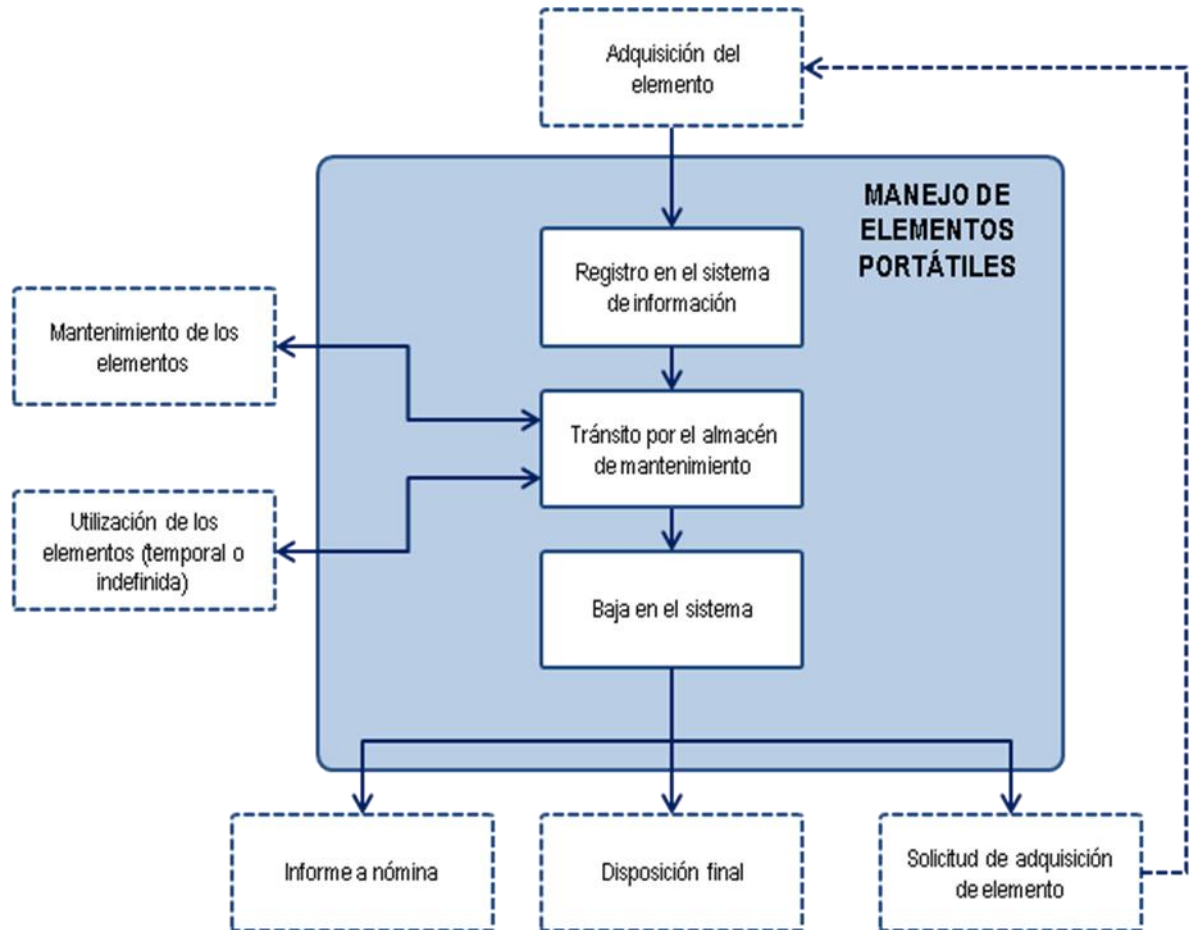 Adquisición del
elemento
MANEJO DE
ELEMENTOS
PORTÁTILES
Registro en el sistema
de información
Mantenimiento de los
elementos
Tránsito por el almacén
de mantenimiento
Utilización de los
elementos (temporal o
indefinida)
Baja en el sistema
Informe a nómina
Disposición final
Solicitud de adquisición
de elemento